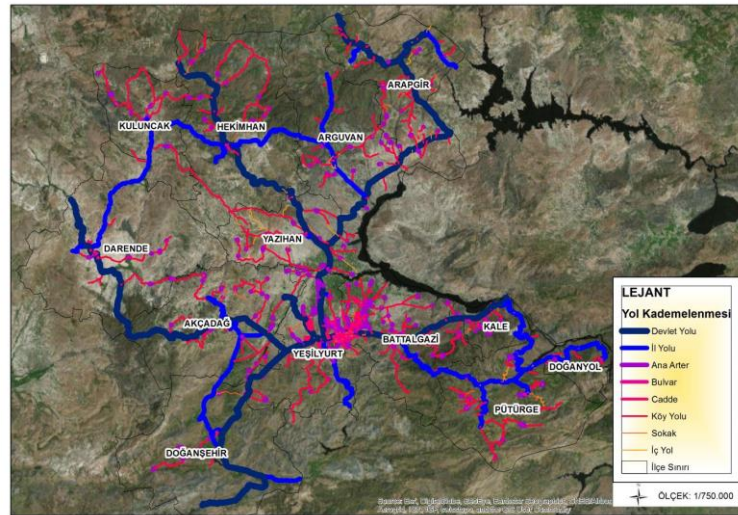 ARAPGİR
KULUNCAK
HEKİMHAN
ARGUVAN
YAZIHAN
DARENDE
AKÇADAĞ
YEŞİLYURT
BATTALGAZİ
KALE
DOĞANYOL
PÜTÜRGE
DOĞANŞEHİR
LEJANT
Yol Kademelenmesi
Devlet Yolu
İl Yolu
Ana Arter
Bulvar
Cadde
Köy Yolu
Sokak
İç Yol
İlçe Sınırı
ÖLÇEK: 1/750.000